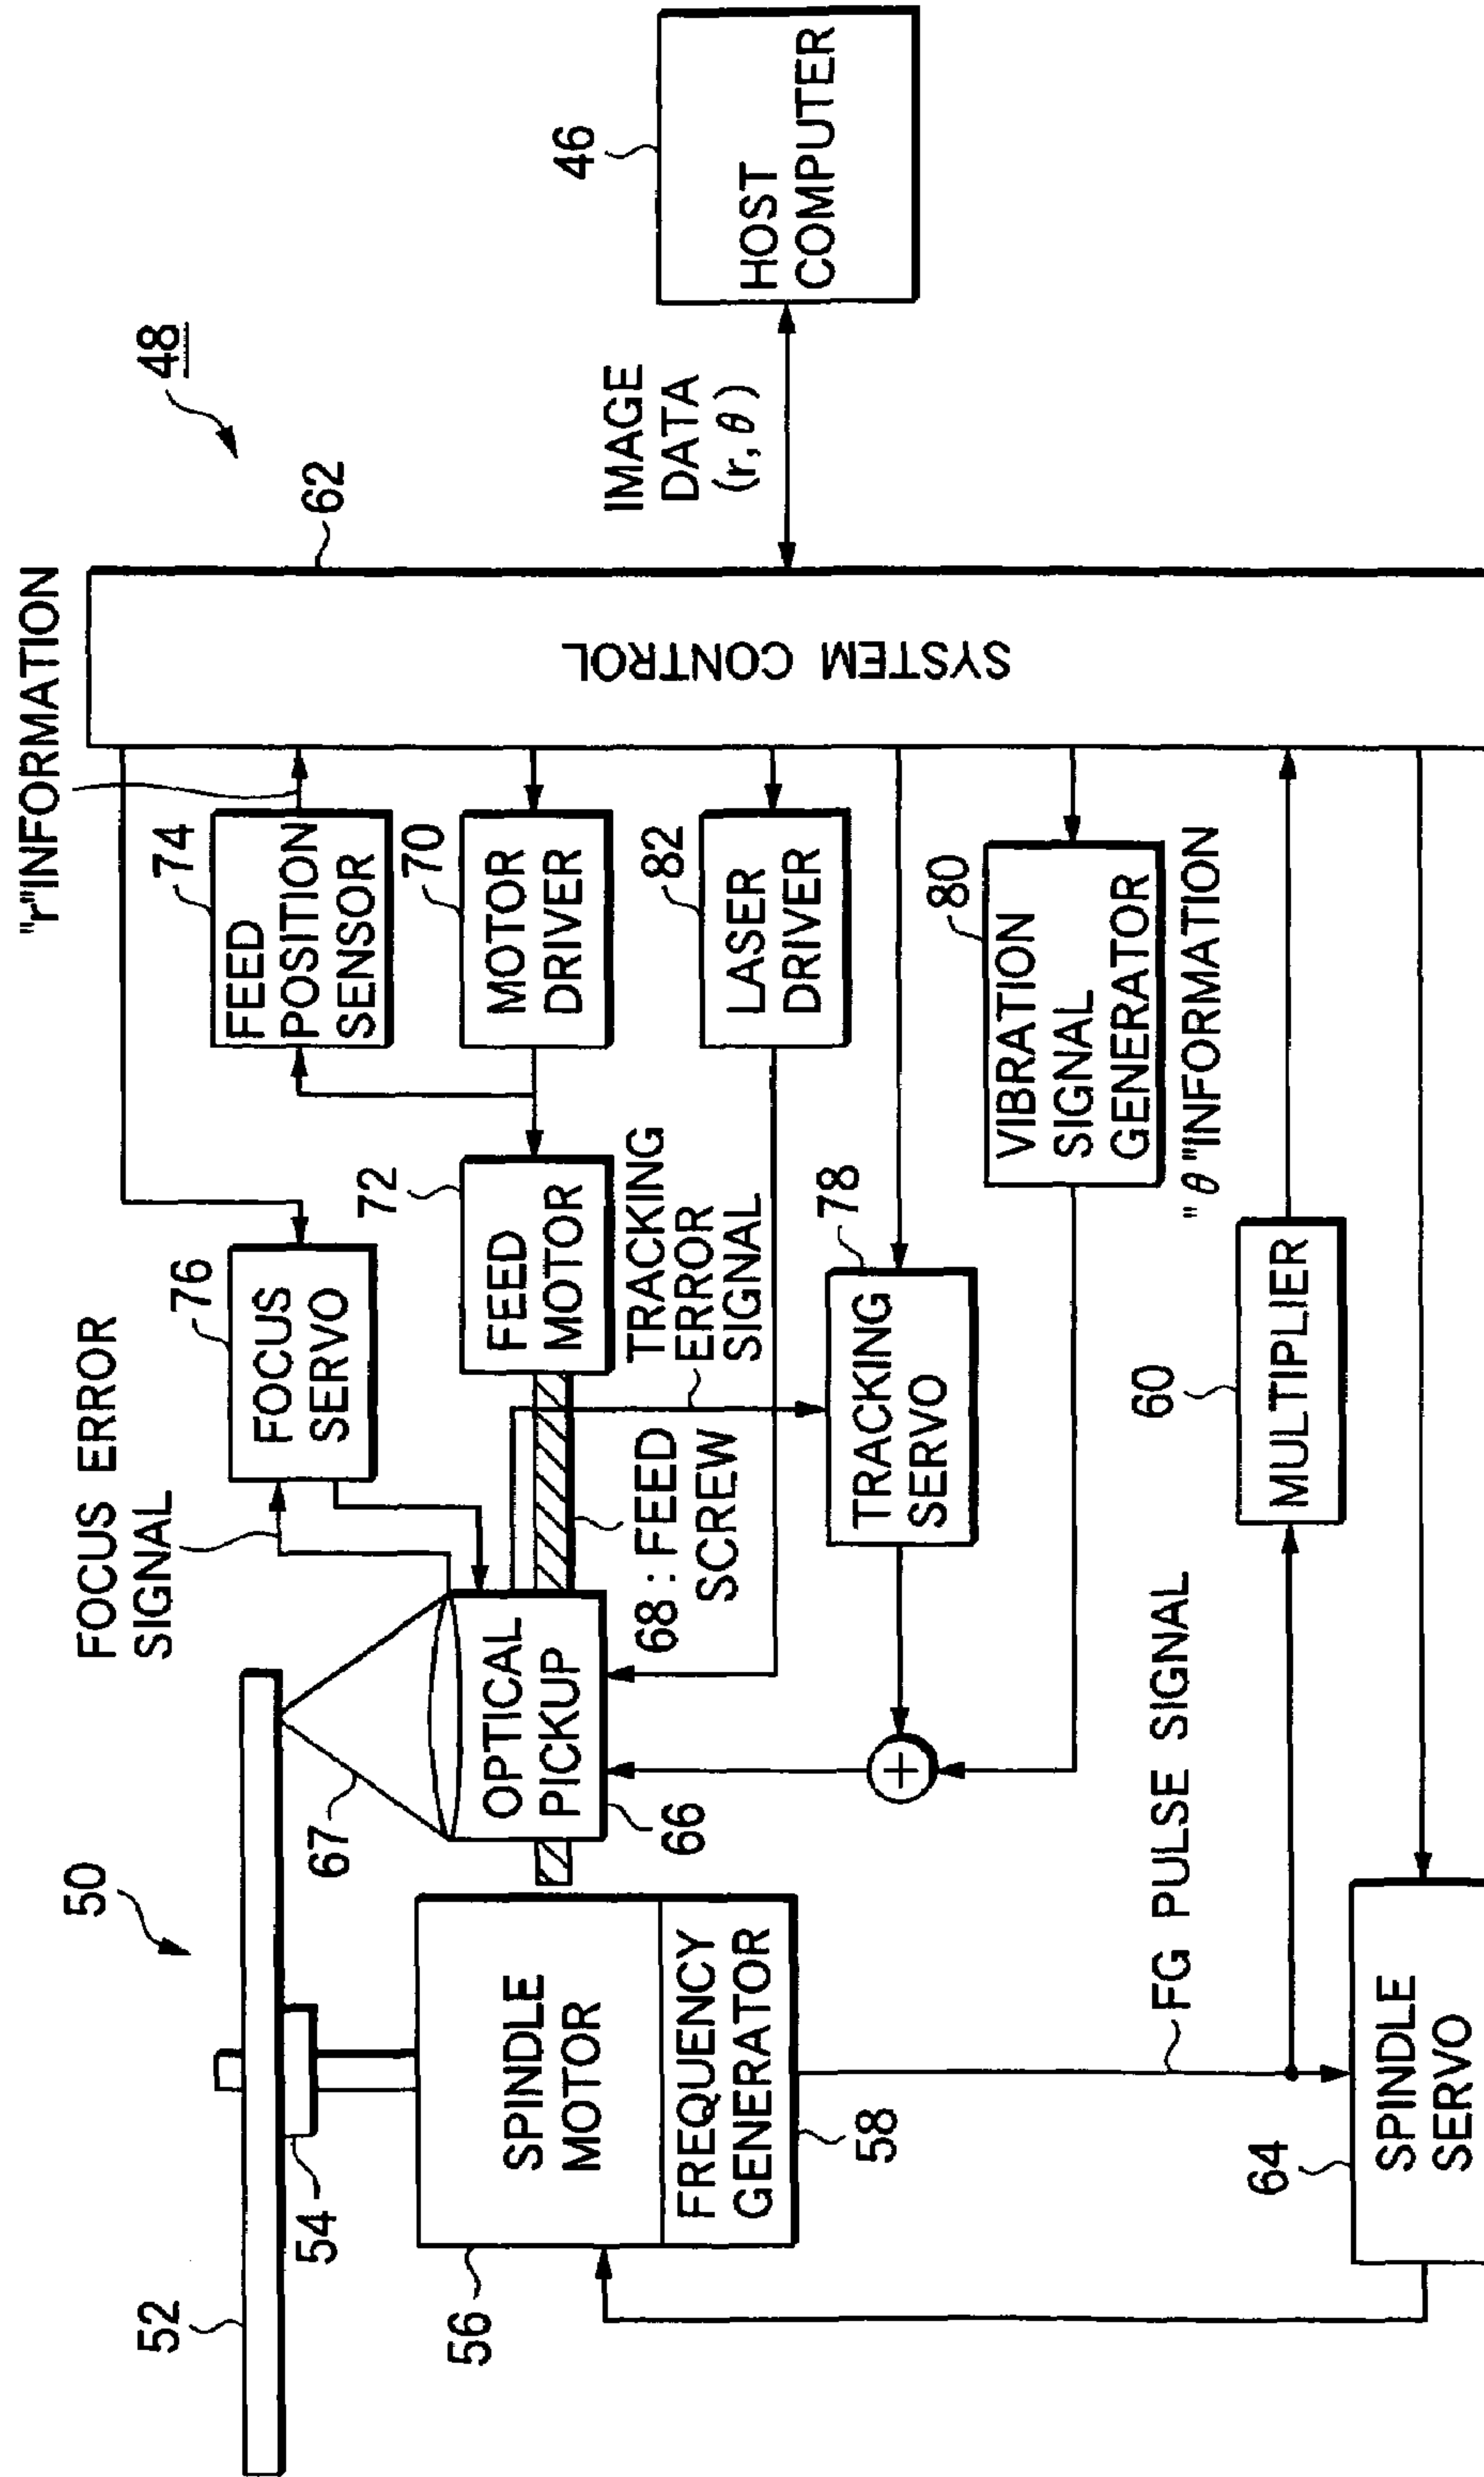 50
52
54
FOCUS ERROR
SIGNAL
76
FOCUS
SERVO
"r"INFORMATION
74
FEED
POSITION
SENSOR
48
62
67
OPTICAL
PICKUP
66
72
FEED
MOTOR
70
MOTOR
DRIVER
SYSTEM CONTROL
56
SPINDLE
MOTOR
FREQUENCY
GENERATOR
58
68 : FEED
SCREW
TRACKING
ERROR
SIGNAL
82
LASER
DRIVER
IMAGE
DATA
(r, θ)
46
HOST
COMPUTER
78
TRACKING
SERVO
+
80
VIBRATION
SIGNAL
GENERATOR
FG PULSE SIGNAL
60
MULTIPLIER
"θ"INFORMATION
64
SPINDLE
SERVO